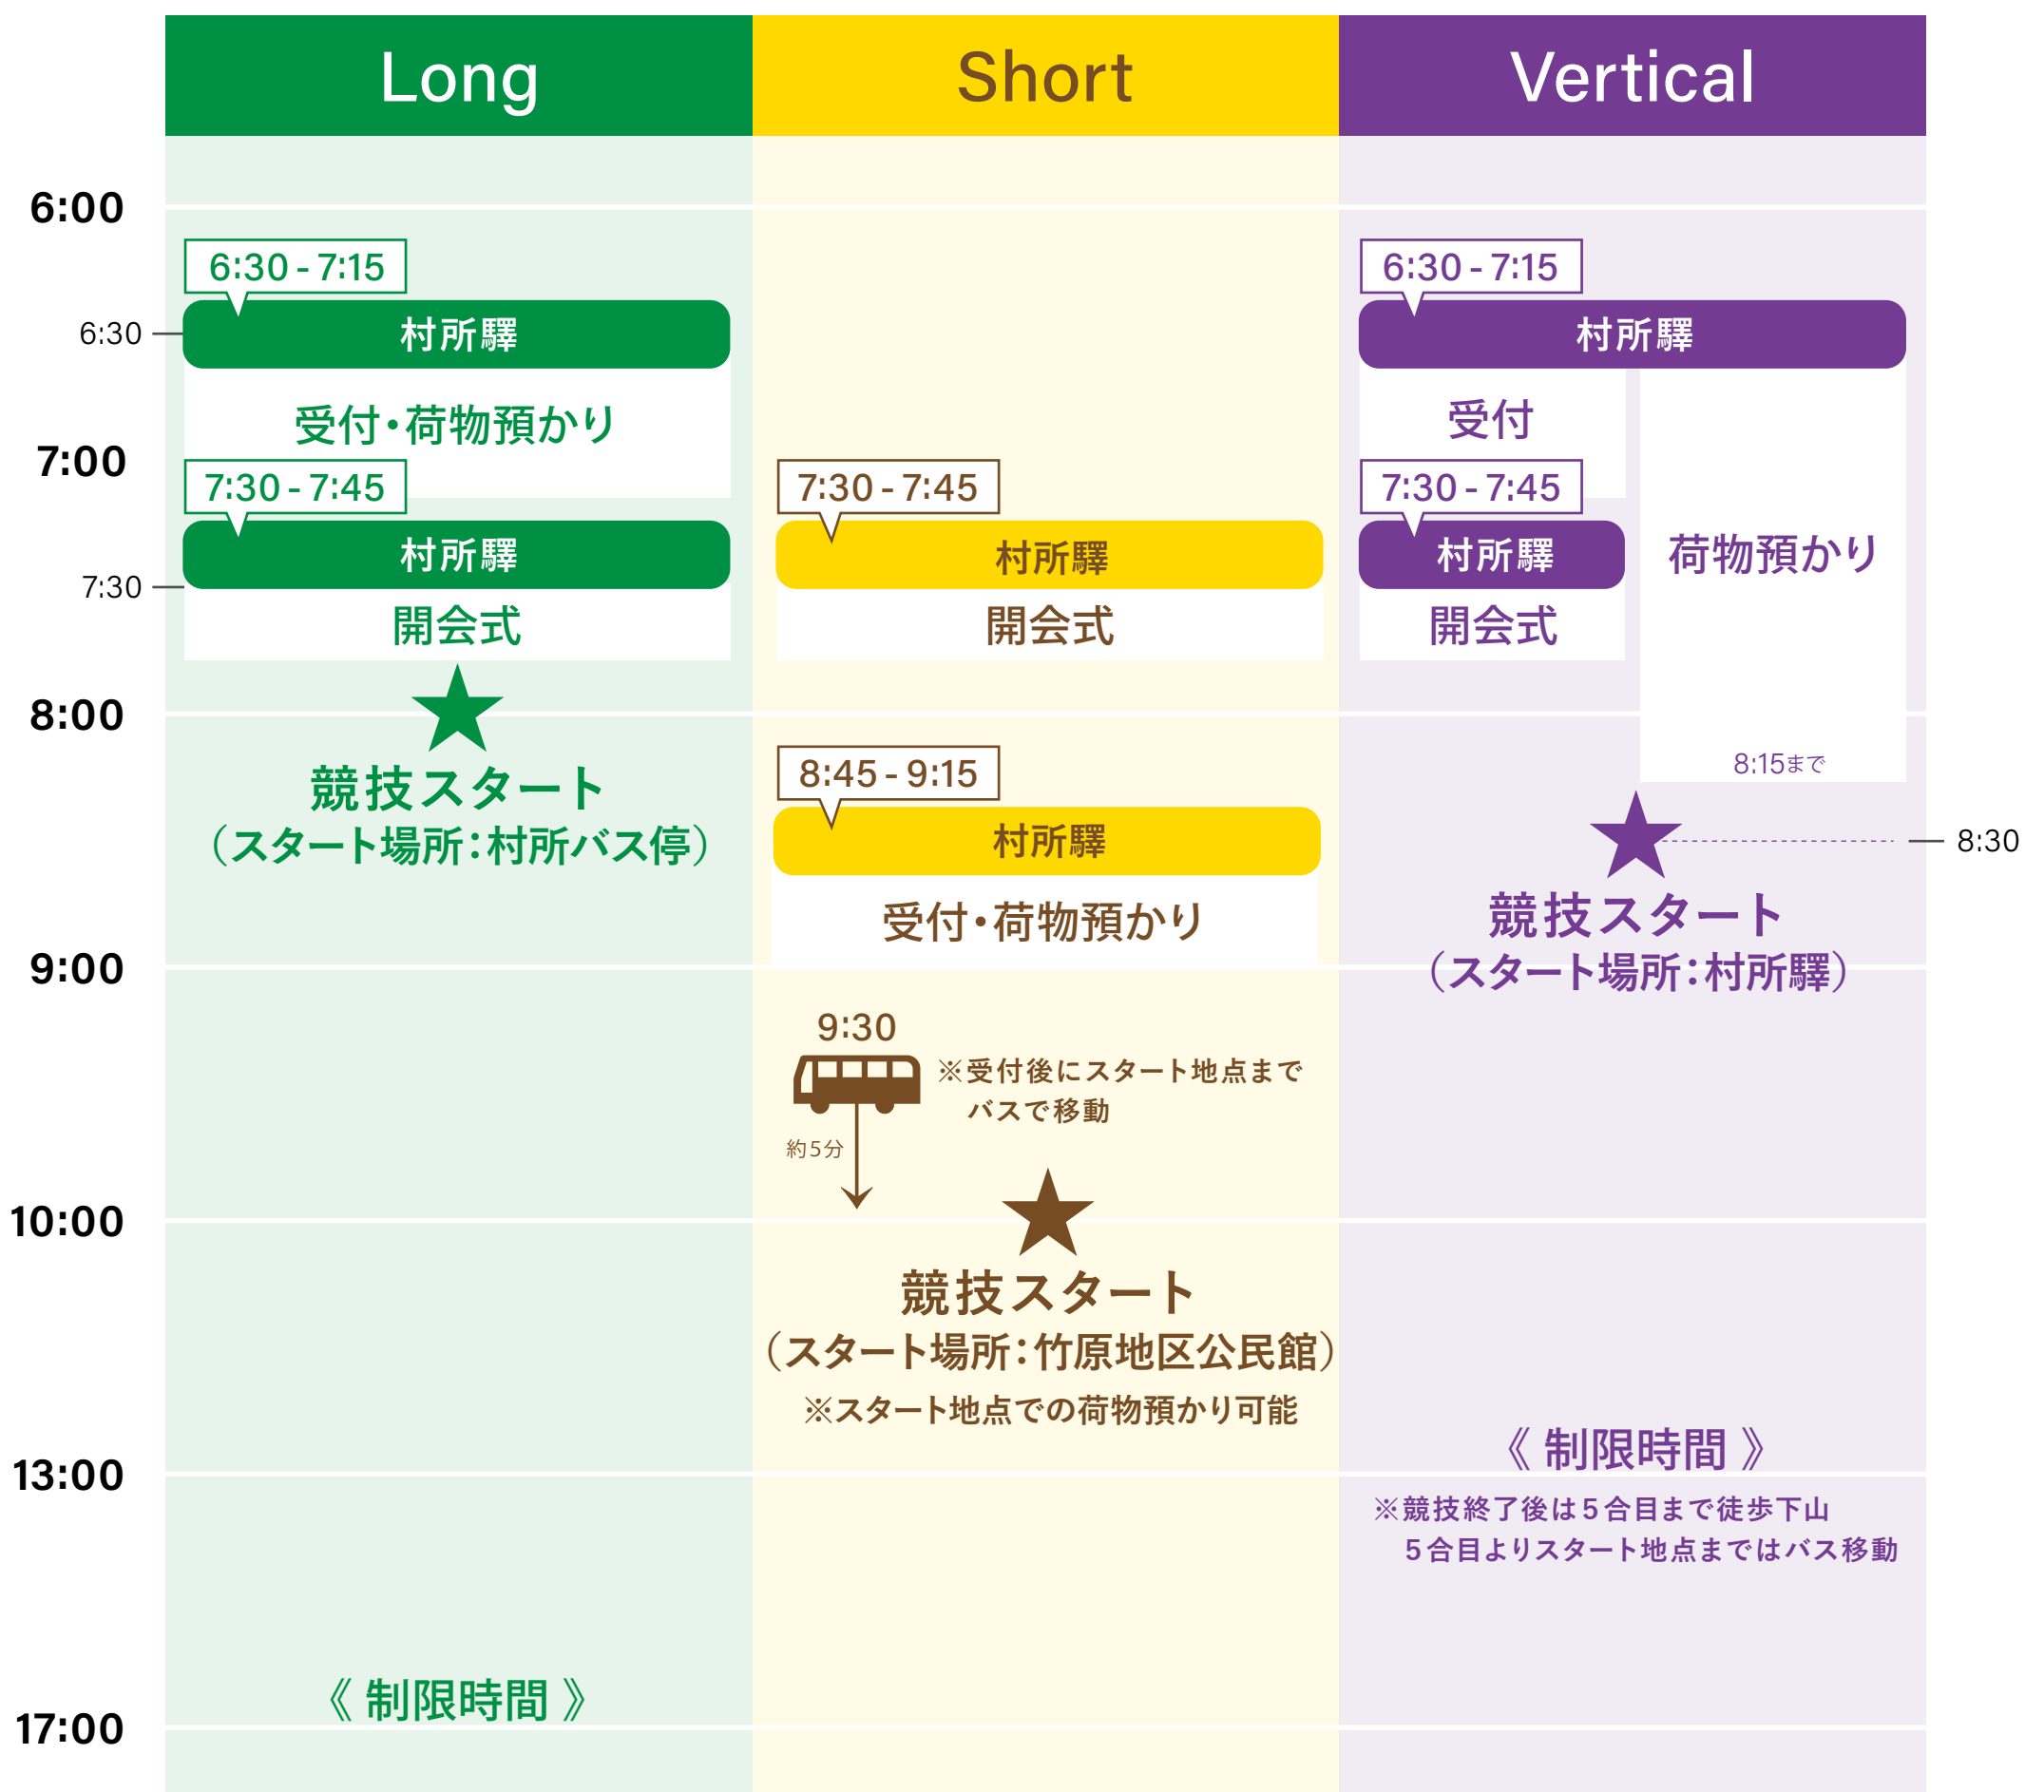 Long
Short
Vertical
6:00
6:30 - 7:15
6:30 - 7:15
6:30
村所驛
村所驛
受付・荷物預かり
受付
7:00
7:30 - 7:45
7:30 - 7:45
7:30 - 7:45
村所驛
村所驛
村所驛
荷物預かり
7:30
開会式
開会式
開会式
8:00
8:15まで
競技スタート
(スタート場所:村所バス停)
8:45 - 9:15
村所驛
8:30
受付・荷物預かり
競技スタート
(スタート場所:村所驛)
9:00
9:30
※受付後にスタート地点まで
バスで移動
約5分
10:00
競技スタート
(スタート場所:竹原地区公民館)
※スタート地点での荷物預かり可能
《 制限時間 》
13:00
※競技終了後は5合目まで徒歩下山
5合目よりスタート地点まではバス移動
《 制限時間 》
17:00